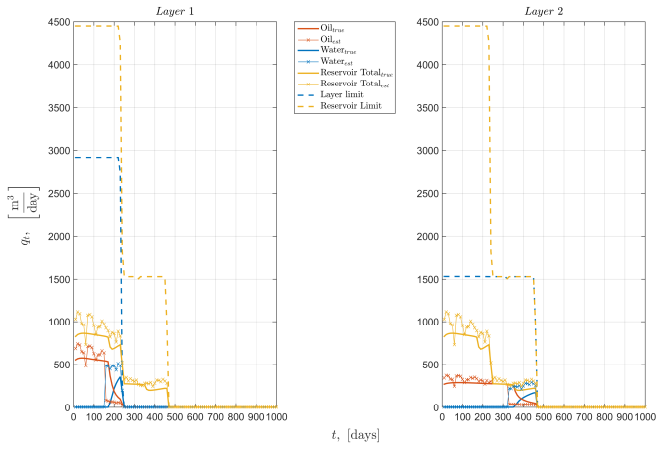 Layer 1
Layer 2
4500
4000
3500
3000
2500
2000
1500
1000
500
0
0 100 200 300 400 500 600 700 800 900 1000
q_t, [m^3/day]
Oil_true
Oil_est
Water_true
Water_est
Reservoir Total_true
Reservoir Total_est
Layer limit
Reservoir Limit
4500
4000
3500
3000
2500
2000
1500
1000
500
0
0 100 200 300 400 500 600 700 800 900 1000
t, [days]